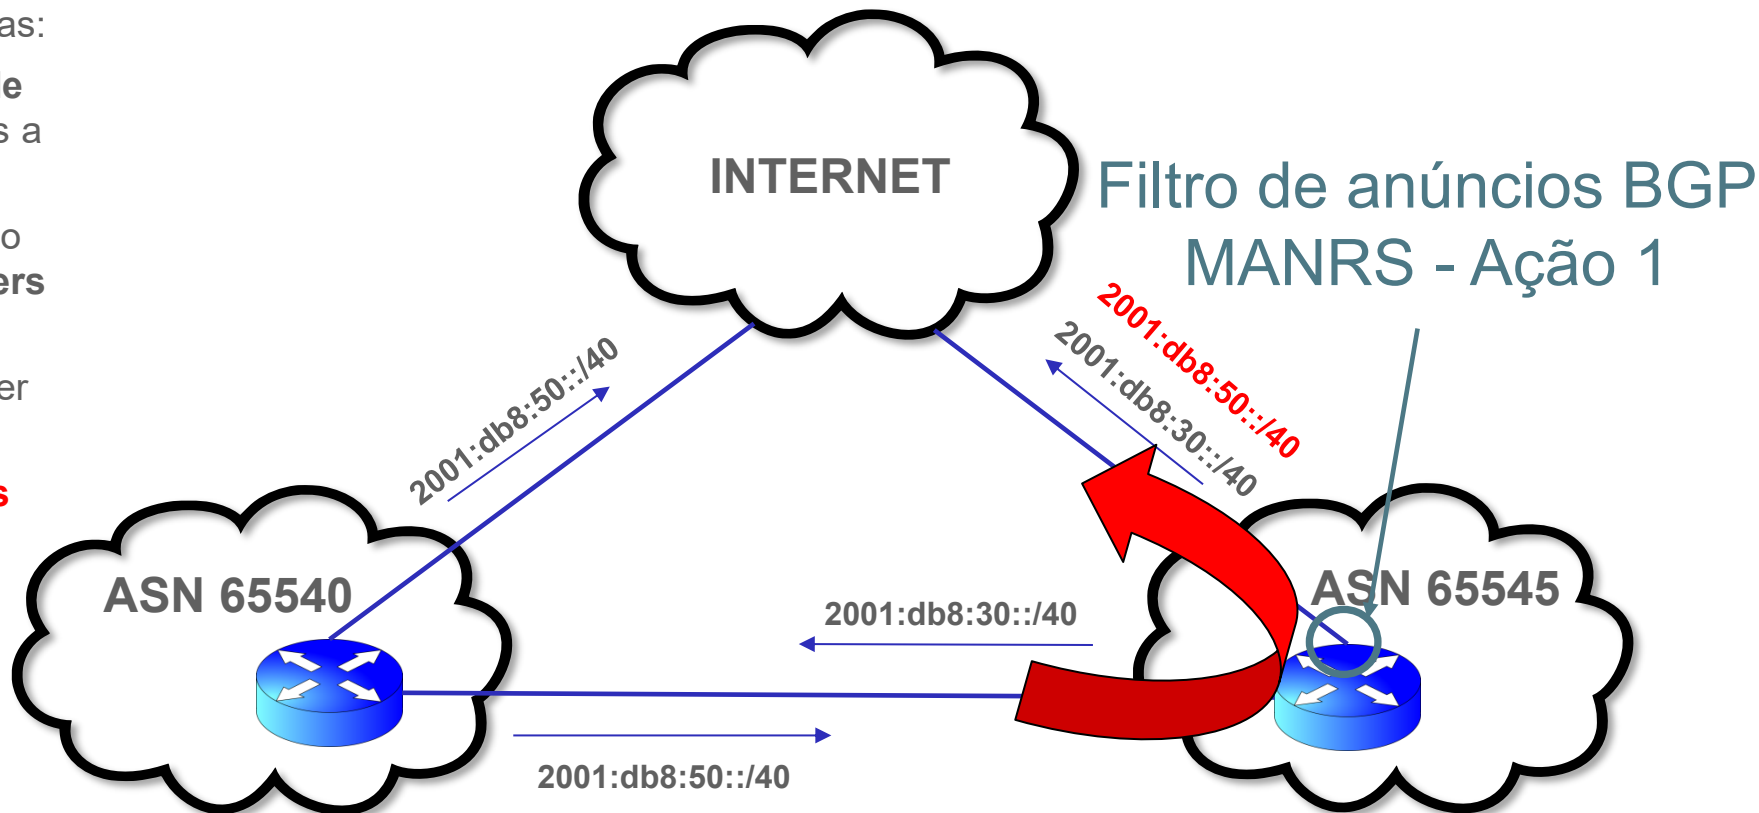 as:
s a
o
ers
er
s
INTERNET
Filtro de anúncios BGP
MANRS - Ação 1
2001:db8:50::/40
2001:db8:50::/40
2001:db8:30::/40
ASN 65540
ASN 65545
2001:db8:30::/40
2001:db8:50::/40